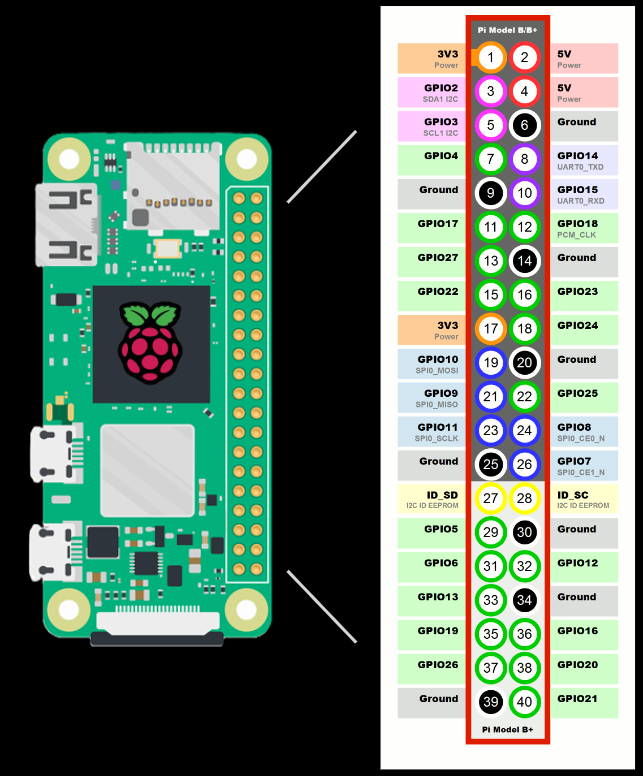 Pi Model B/B+
3V3 1 2 5V
Power Power
GPIO2 3 4 5V
SDA1 I2C Power
GPIO3 5 6 Ground
SCL1 I2C
GPIO4 7 8 GPIO14
UART0_TXD
Ground 9 10 GPIO15
UART0_RXD
GPIO17 11 12 GPIO18
PCM_CLK
GPIO27 13 14 Ground
GPIO22 15 16 GPIO23
3V3 17 18 GPIO24
Power
GPIO10 19 20 Ground
SPI0_MOSI
GPIO9 21 22 GPIO25
SPI0_MISO
GPIO11 23 24 GPIO8
SPI0_SCLK SPI0_CE0_N
Ground 25 26 GPIO7
SPI0_CE1_N
ID_SD 27 28 ID_SC
I2C ID EEPROM I2C ID EEPROM
GPIO5 29 30 Ground
GPIO6 31 32 GPIO12
GPIO13 33 34 Ground
GPIO19 35 36 GPIO16
GPIO26 37 38 GPIO20
Ground 39 40 GPIO21
Pi Model B+